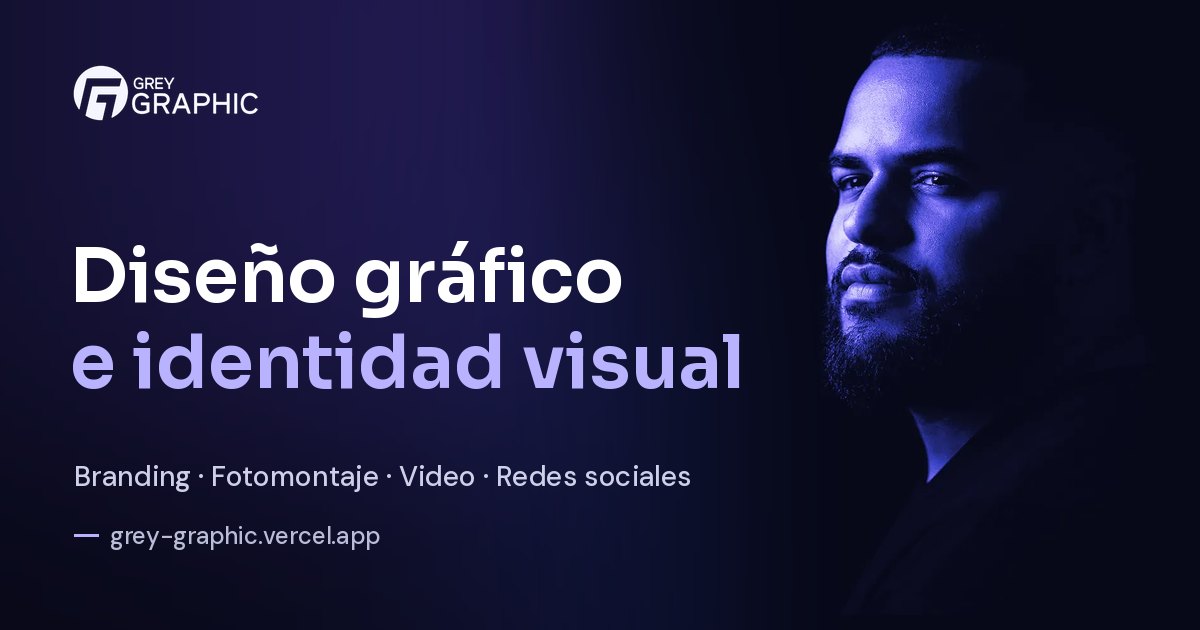 GREY
GRAPHIC
Diseño gráfico
e identidad visual
Branding · Fotomontaje · Video · Redes sociales
— grey-graphic.vercel.app